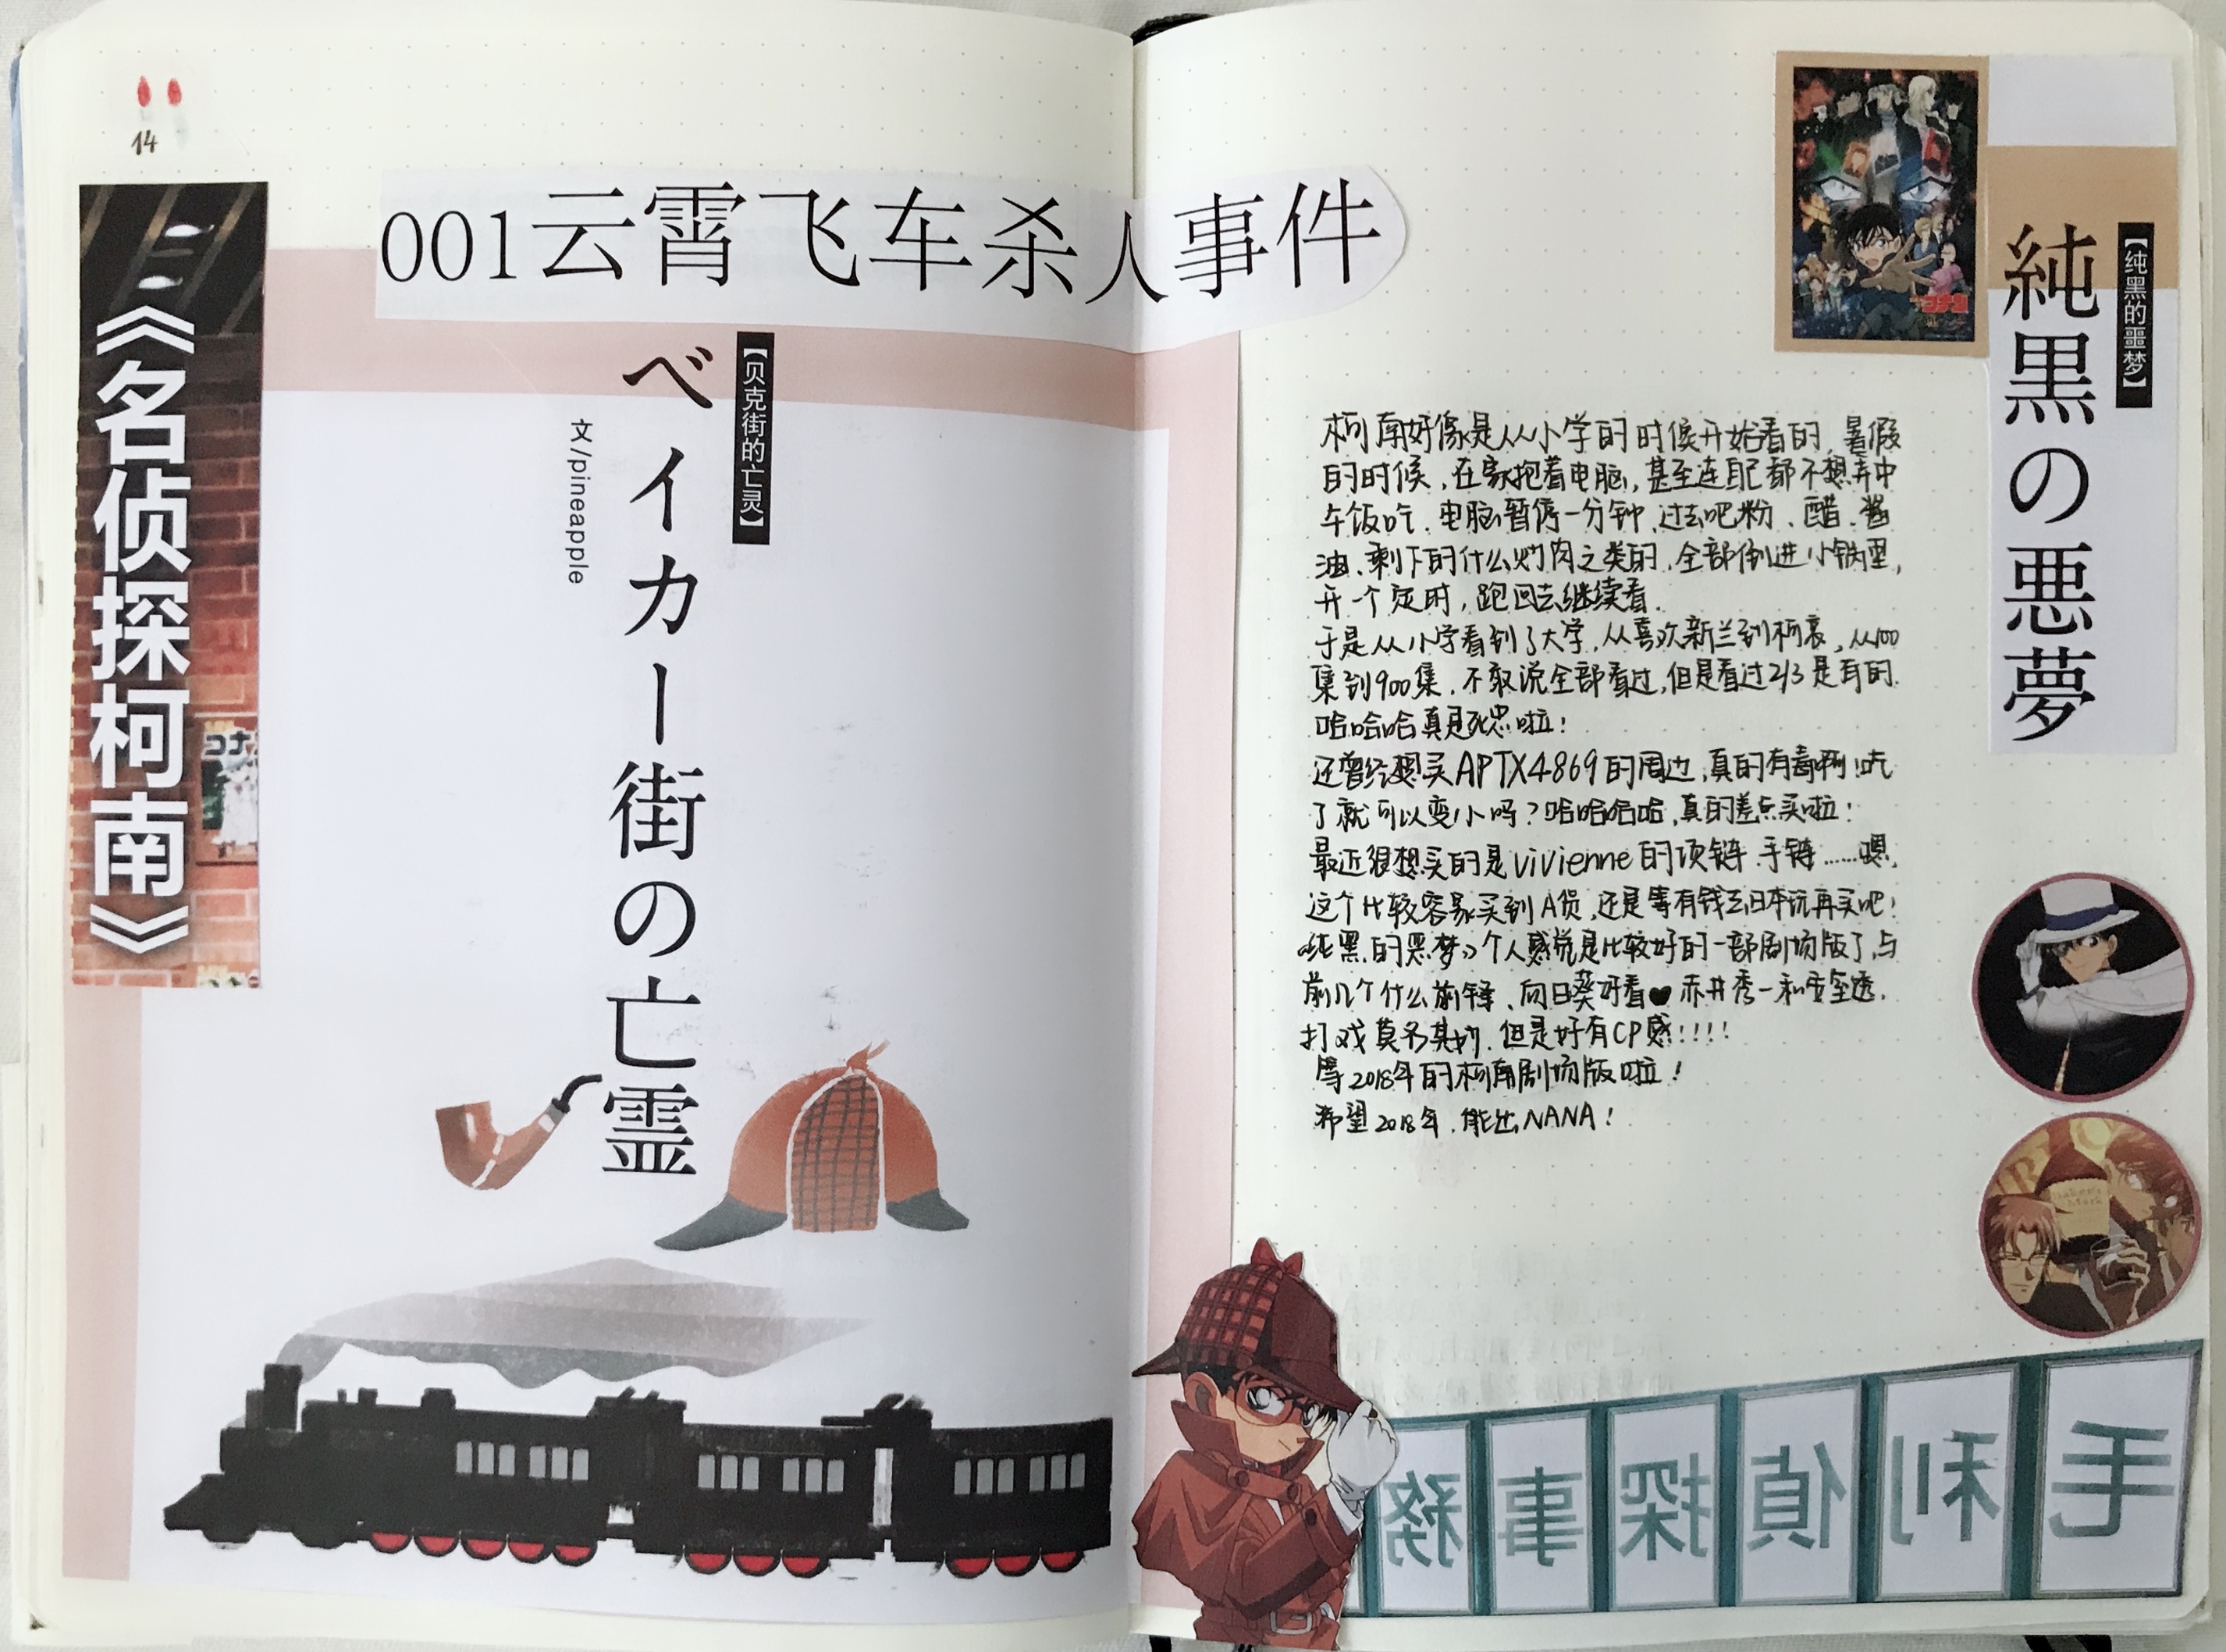 14
《名侦探柯南》
001云霄飞车杀人事件
【贝克街的亡灵】
ベイカー街の亡霊
文/pineapple
【纯黑的噩梦】
純黒の悪夢
柯南好像是从小学的时候开始看的，暑假
的时候，在家抱着电脑，甚至连自己都不想弄中
午饭吃，电脑暂停一分钟，过去吧粉、醋、酱
油、剩下的什么炒肉之类的，全部倒进小锅里，
开一个定时，跑回去继续看。
于是从小学看到了大学，从喜欢新兰到柯哀，从100
集到900集，不敢说全部看过，但是看过2/3是有的。
哈哈哈真是死忠啦！
还曾经想买APTX4869的周边，真的有毒啊！吃
了就可以变小吗？哈哈哈哈，真的差点买啦！
最近很想买的是vivienne的项链、手链……嗯，
这个比较容易买到A货，还是等有钱去日本玩再买吧！
《纯黑的恶梦》个人感觉是比较好的一部剧场版了，与
前几个什么前锋、向日葵好看♥赤井秀一和安室透，
打戏莫名其妙，但是好有CP感！！！！
等2018年的柯南剧场版啦！
希望2018年，能出NANA！
毛利偵探事務